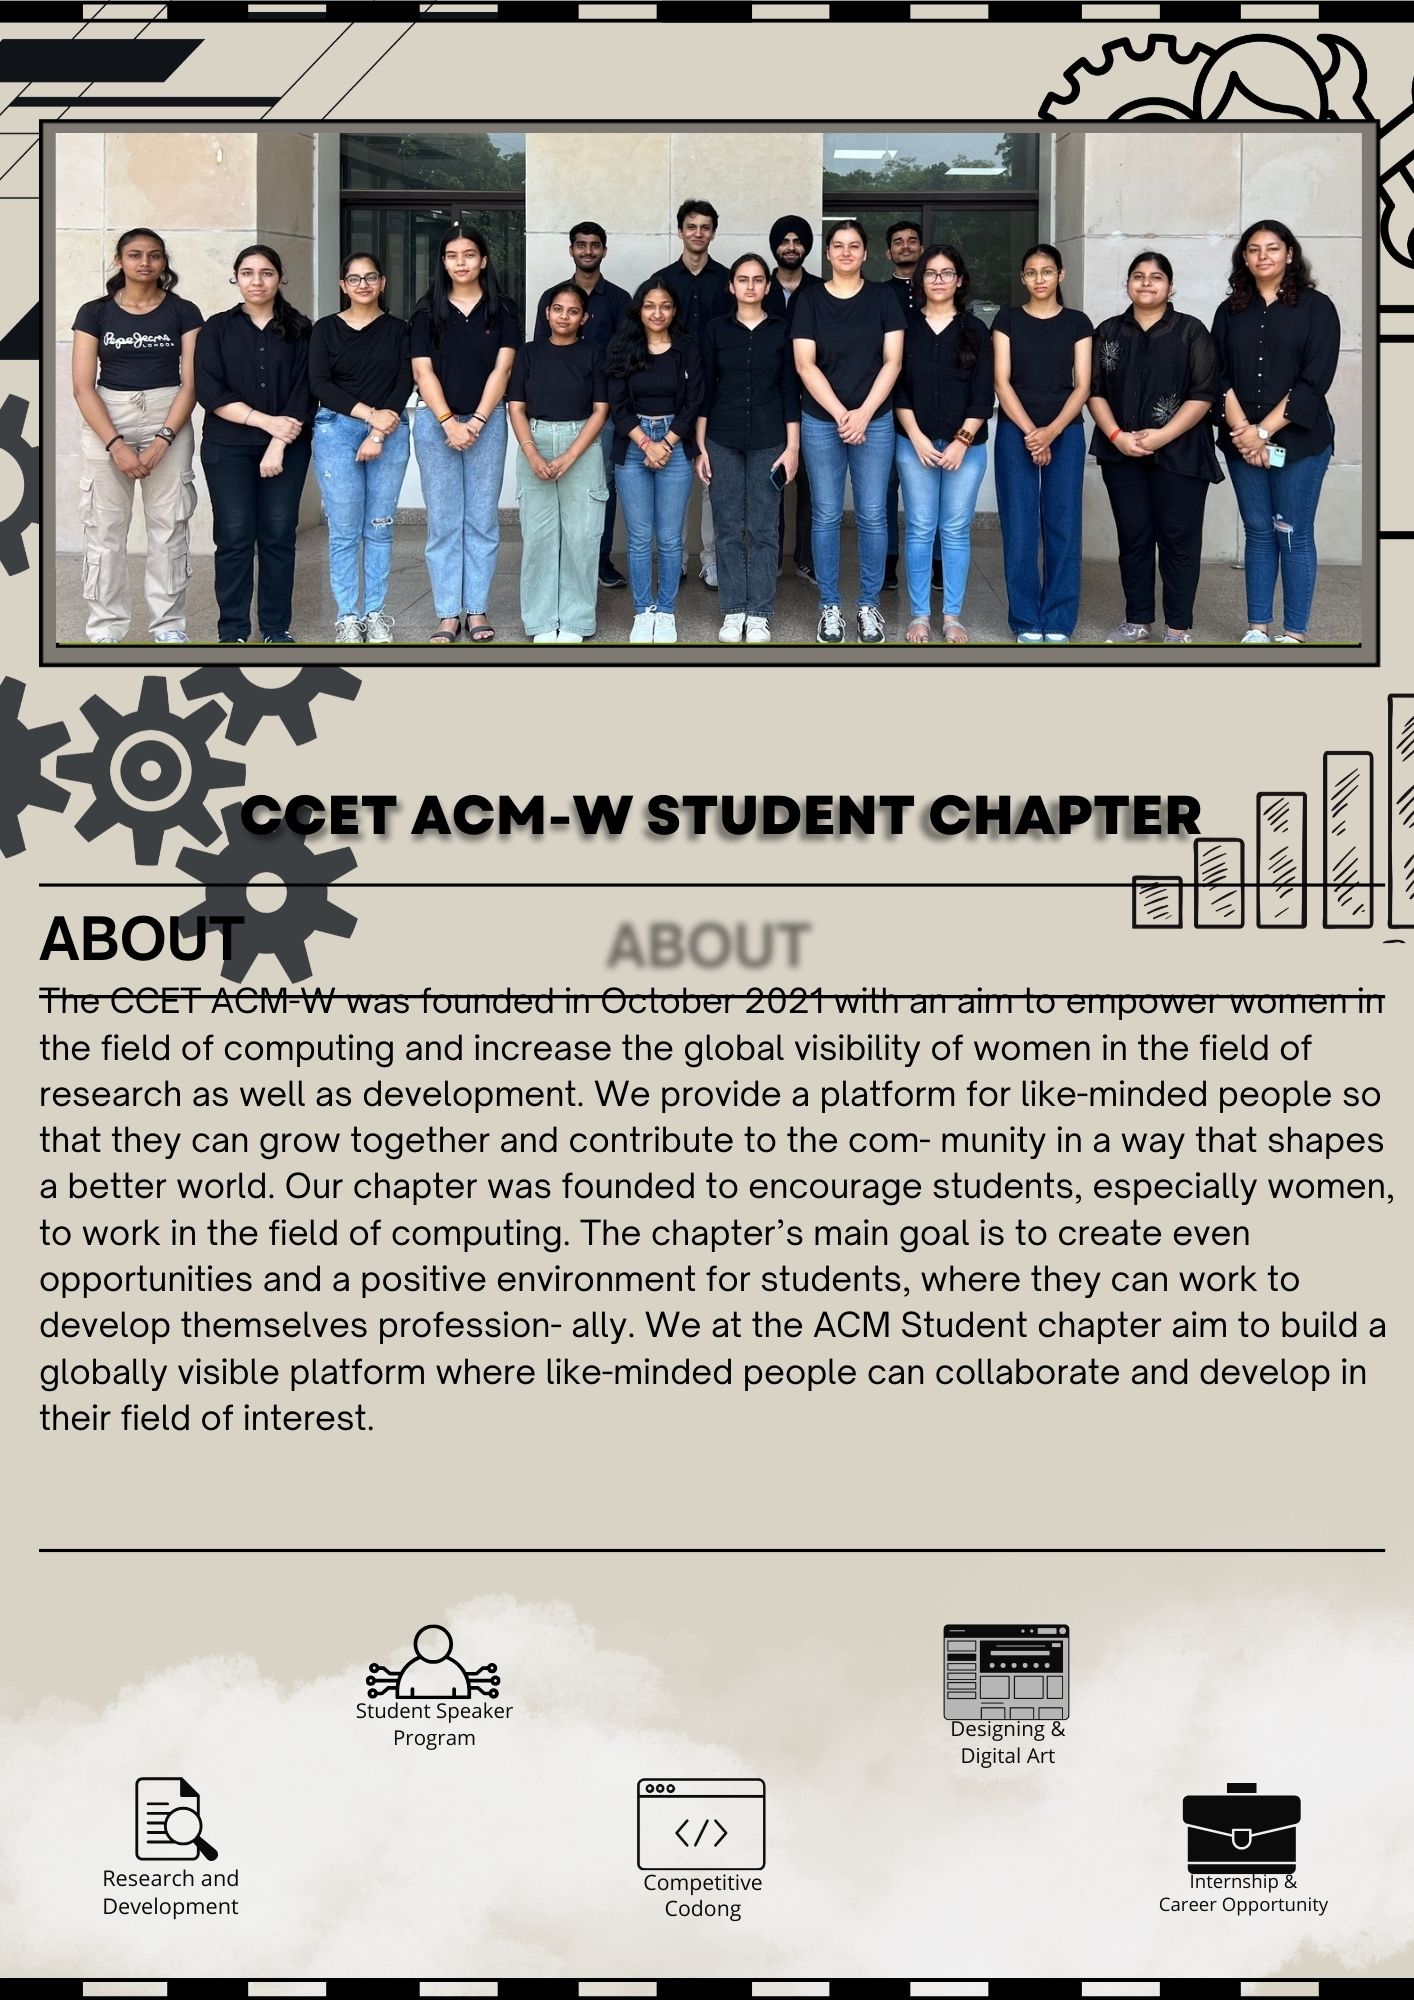 Pepe Jeans
LONDON
CCET ACM-W STUDENT CHAPTER
ABOUT
ABOUT
The CCET ACM-W was founded in October 2021 with an aim to empower women in
the field of computing and increase the global visibility of women in the field of
research as well as development. We provide a platform for like-minded people so
that they can grow together and contribute to the com- munity in a way that shapes
a better world. Our chapter was founded to encourage students, especially women,
to work in the field of computing. The chapter’s main goal is to create even
opportunities and a positive environment for students, where they can work to
develop themselves profession- ally. We at the ACM Student chapter aim to build a
globally visible platform where like-minded people can collaborate and develop in
their field of interest.
Student Speaker
Program
Designing &
Digital Art
Research and
Development
</>
Competitive
Codong
Internship &
Career Opportunity